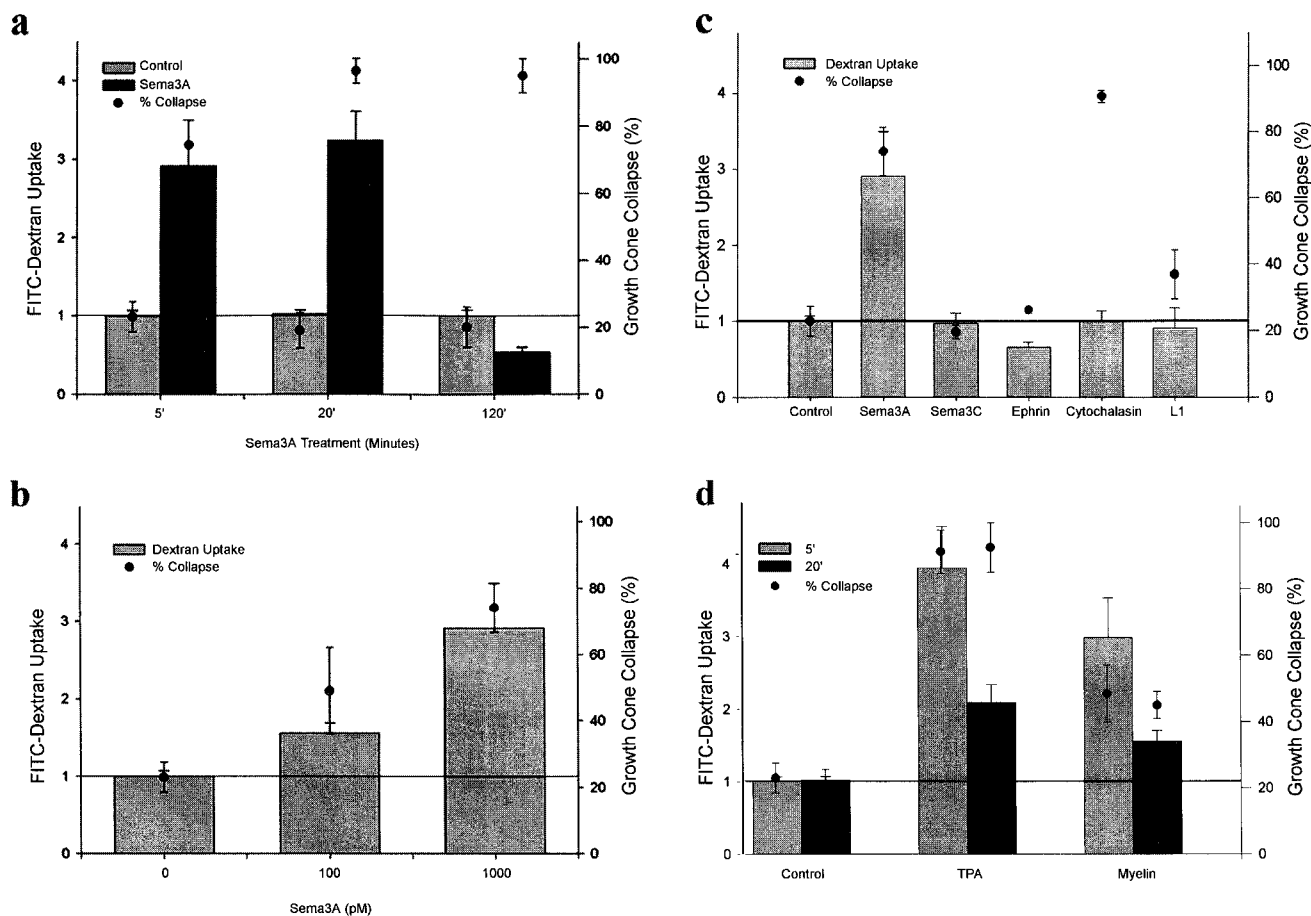 a
Control
Sema3A
% Collapse
FITC-Dextran Uptake
4
3
2
1
0
100
80
60
40
20
0
Growth Cone Collapse (%)
5' 20' 120'
Sema3A Treatment (Minutes)
b
Dextran Uptake
% Collapse
FITC-Dextran Uptake
4
3
2
1
0
100
80
60
40
20
0
Growth Cone Collapse (%)
0 100 1000
Sema3A (pM)
c
Dextran Uptake
% Collapse
FITC-Dextran Uptake
4
3
2
1
0
100
80
60
40
20
0
Growth Cone Collapse (%)
Control Sema3A Sema3C Ephrin Cytochalasin L1
d
5'
20'
% Collapse
FITC-Dextran Uptake
4
3
2
1
0
100
80
60
40
20
0
Growth Cone Collapse (%)
Control TPA Myelin